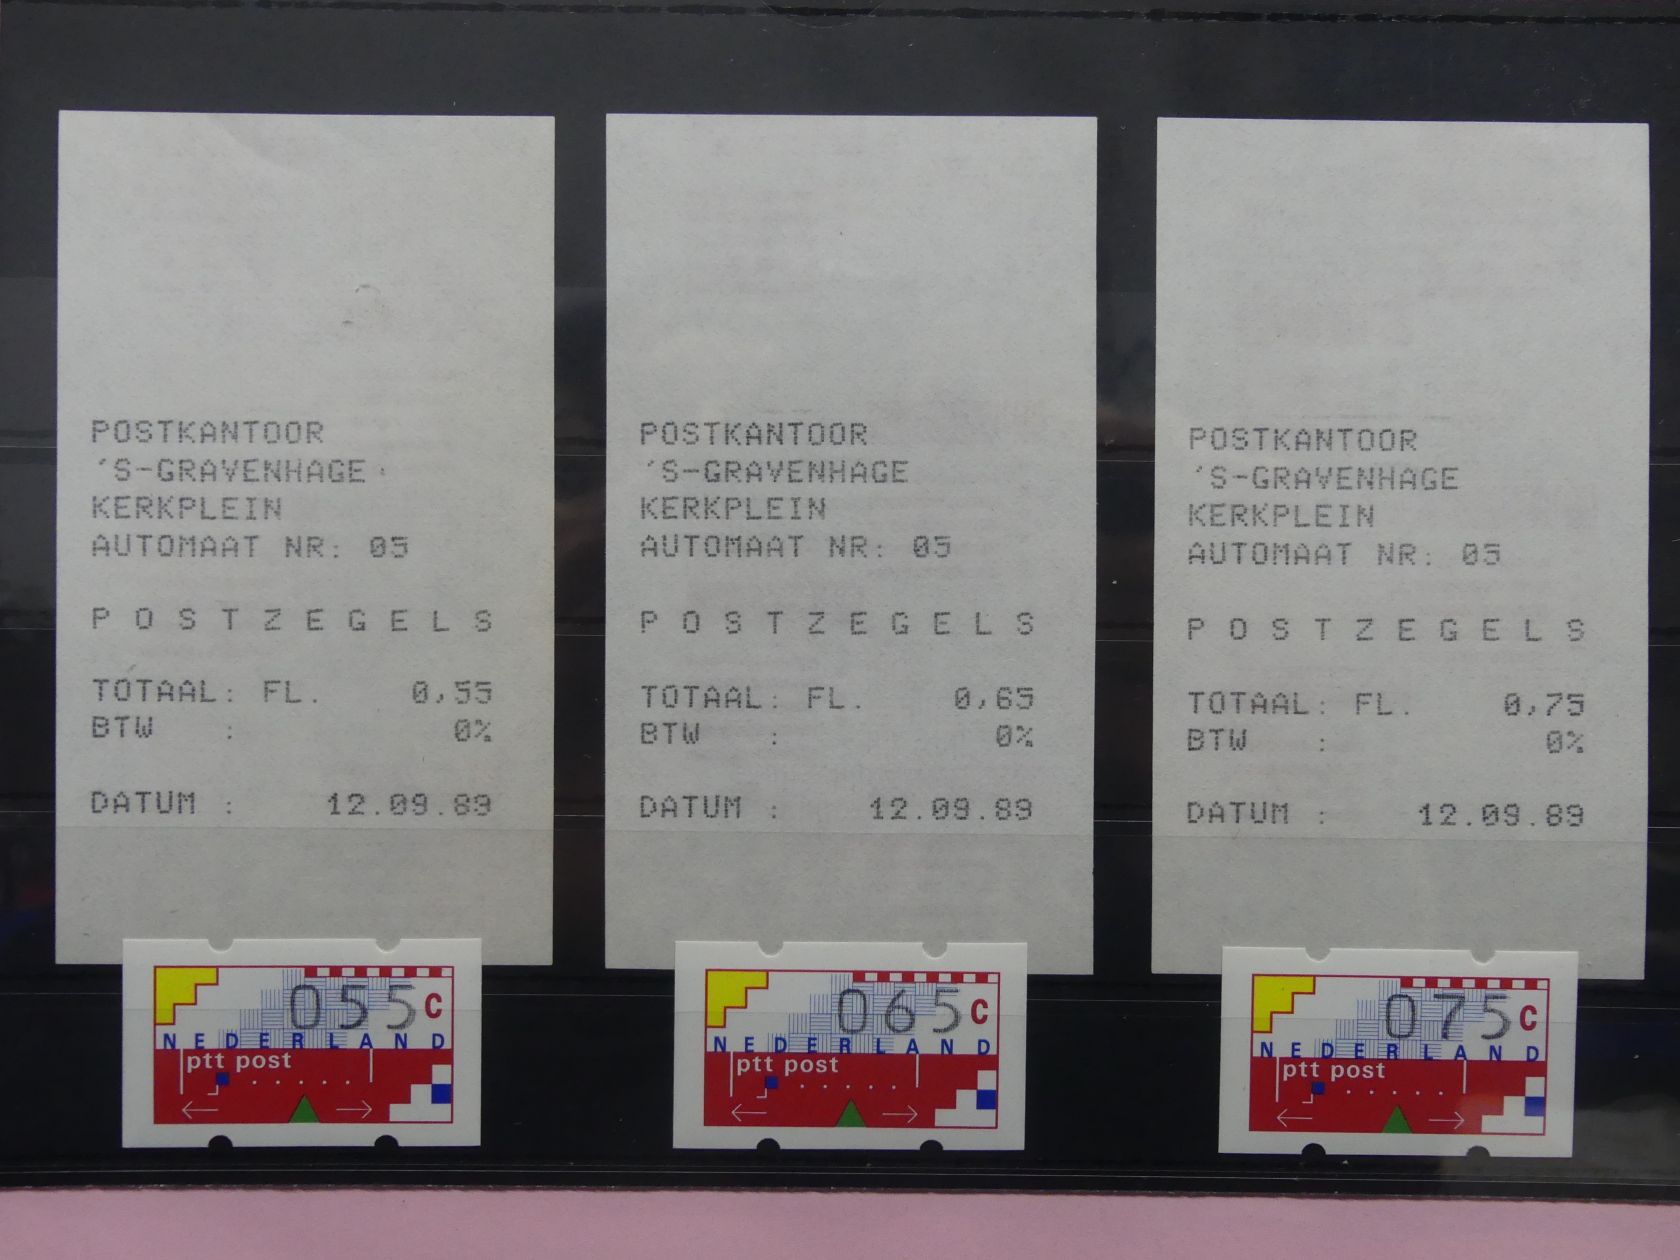 POSTKANTOOR
'S-GRAVENHAGE
KERKPLEIN
AUTOMAAT NR: 05
P O S T Z E G E L S
TOTAAL: FL. 0,55
BTW : 0%
DATUM : 12.09.89
055C
NEDERLAND
ptt post
POSTKANTOOR
'S-GRAVENHAGE
KERKPLEIN
AUTOMAAT NR: 05
P O S T Z E G E L S
TOTAAL: FL. 0,65
BTW : 0%
DATUM : 12.09.89
065C
NEDERLAND
ptt post
POSTKANTOOR
'S-GRAVENHAGE
KERKPLEIN
AUTOMAAT NR: 05
P O S T Z E G E L S
TOTAAL: FL. 0,75
BTW : 0%
DATUM : 12.09.89
075C
NEDERLAND
ptt post